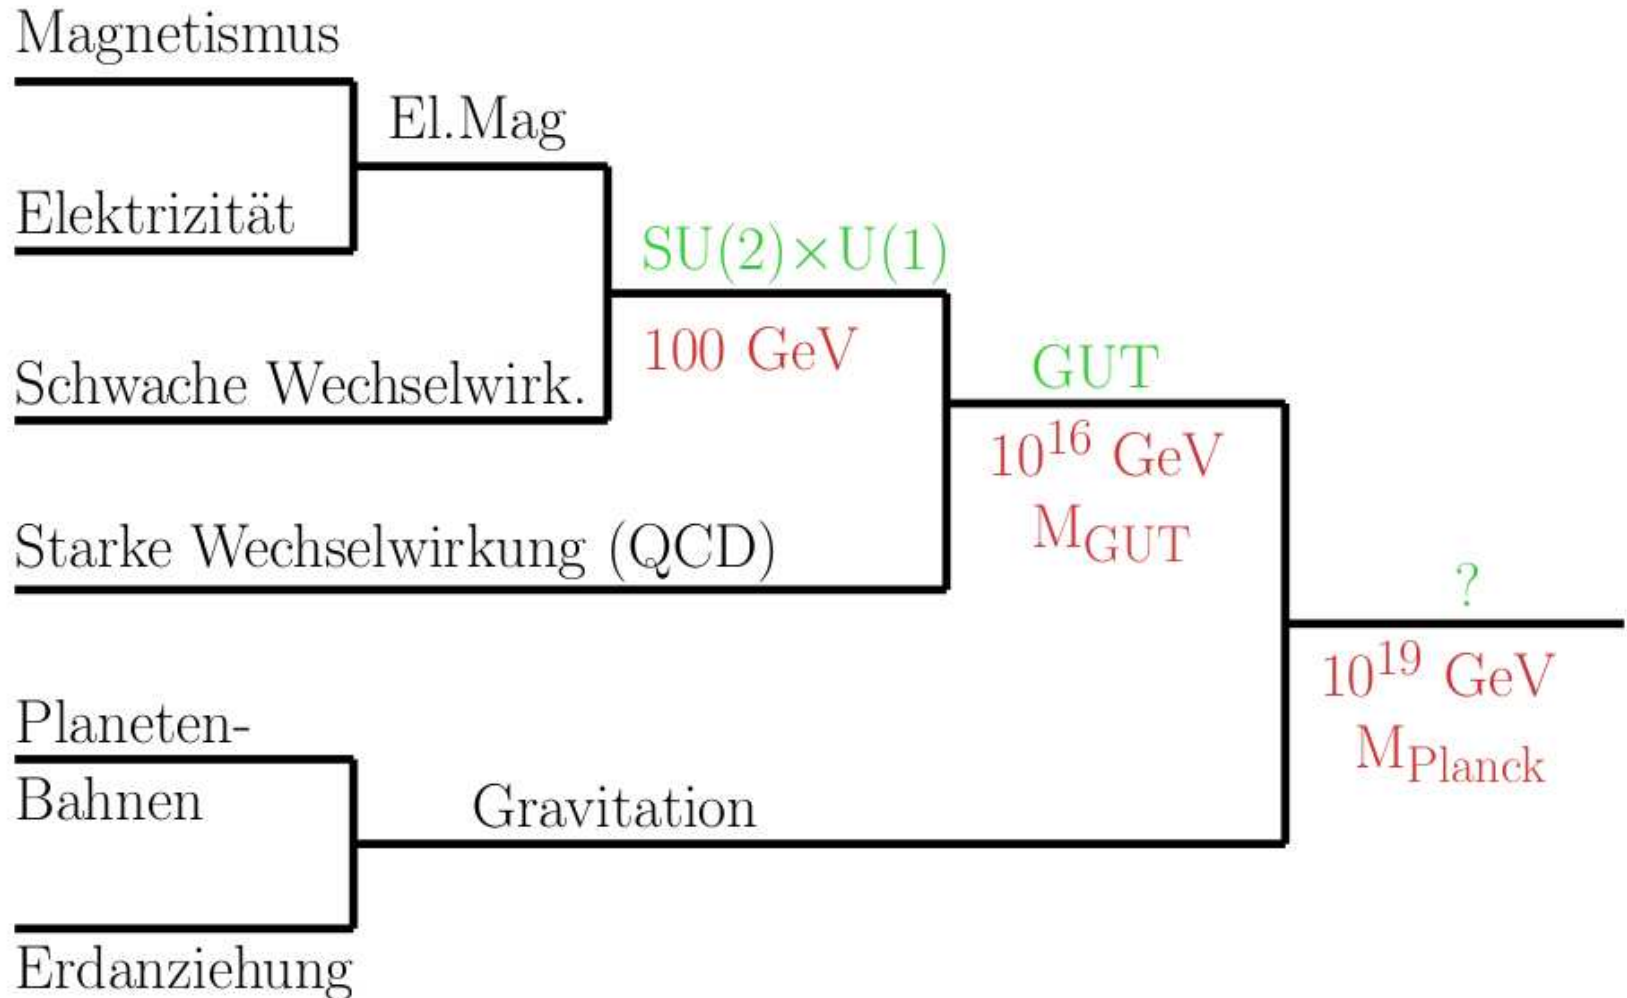 Magnetismus
El.Mag
Elektrizität
SU(2)×U(1)
100 GeV
Schwache Wechselwirk.
GUT
10^16 GeV
M_GUT
Starke Wechselwirkung (QCD)
?
10^19 GeV
M_Planck
Planeten-
Bahnen
Gravitation
Erdanziehung